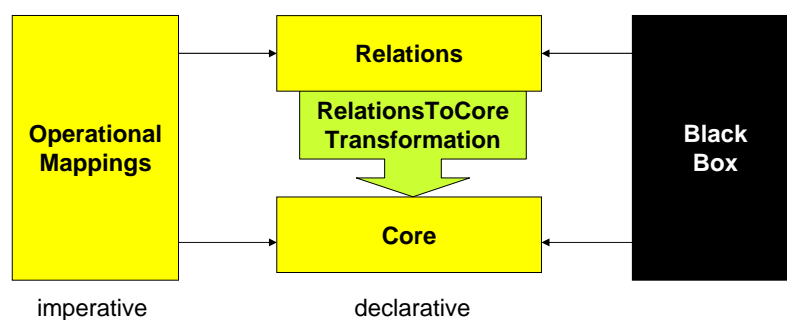 Relations
RelationsToCore
Transformation
Operational
Mappings
Black
Box
Core
imperative
declarative